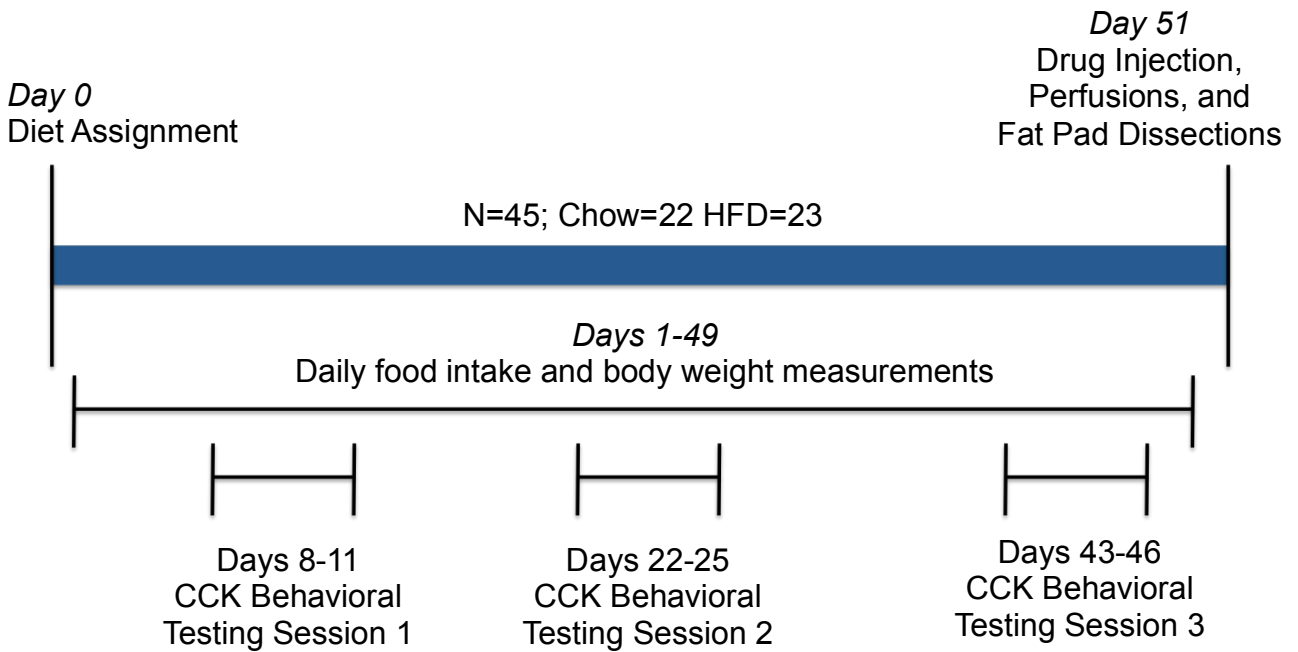 Day 0
Diet Assignment
Day 51
Drug Injection,
Perfusions, and
Fat Pad Dissections
N=45; Chow=22 HFD=23
Days 1-49
Daily food intake and body weight measurements
Days 8-11
CCK Behavioral
Testing Session 1
Days 22-25
CCK Behavioral
Testing Session 2
Days 43-46
CCK Behavioral
Testing Session 3